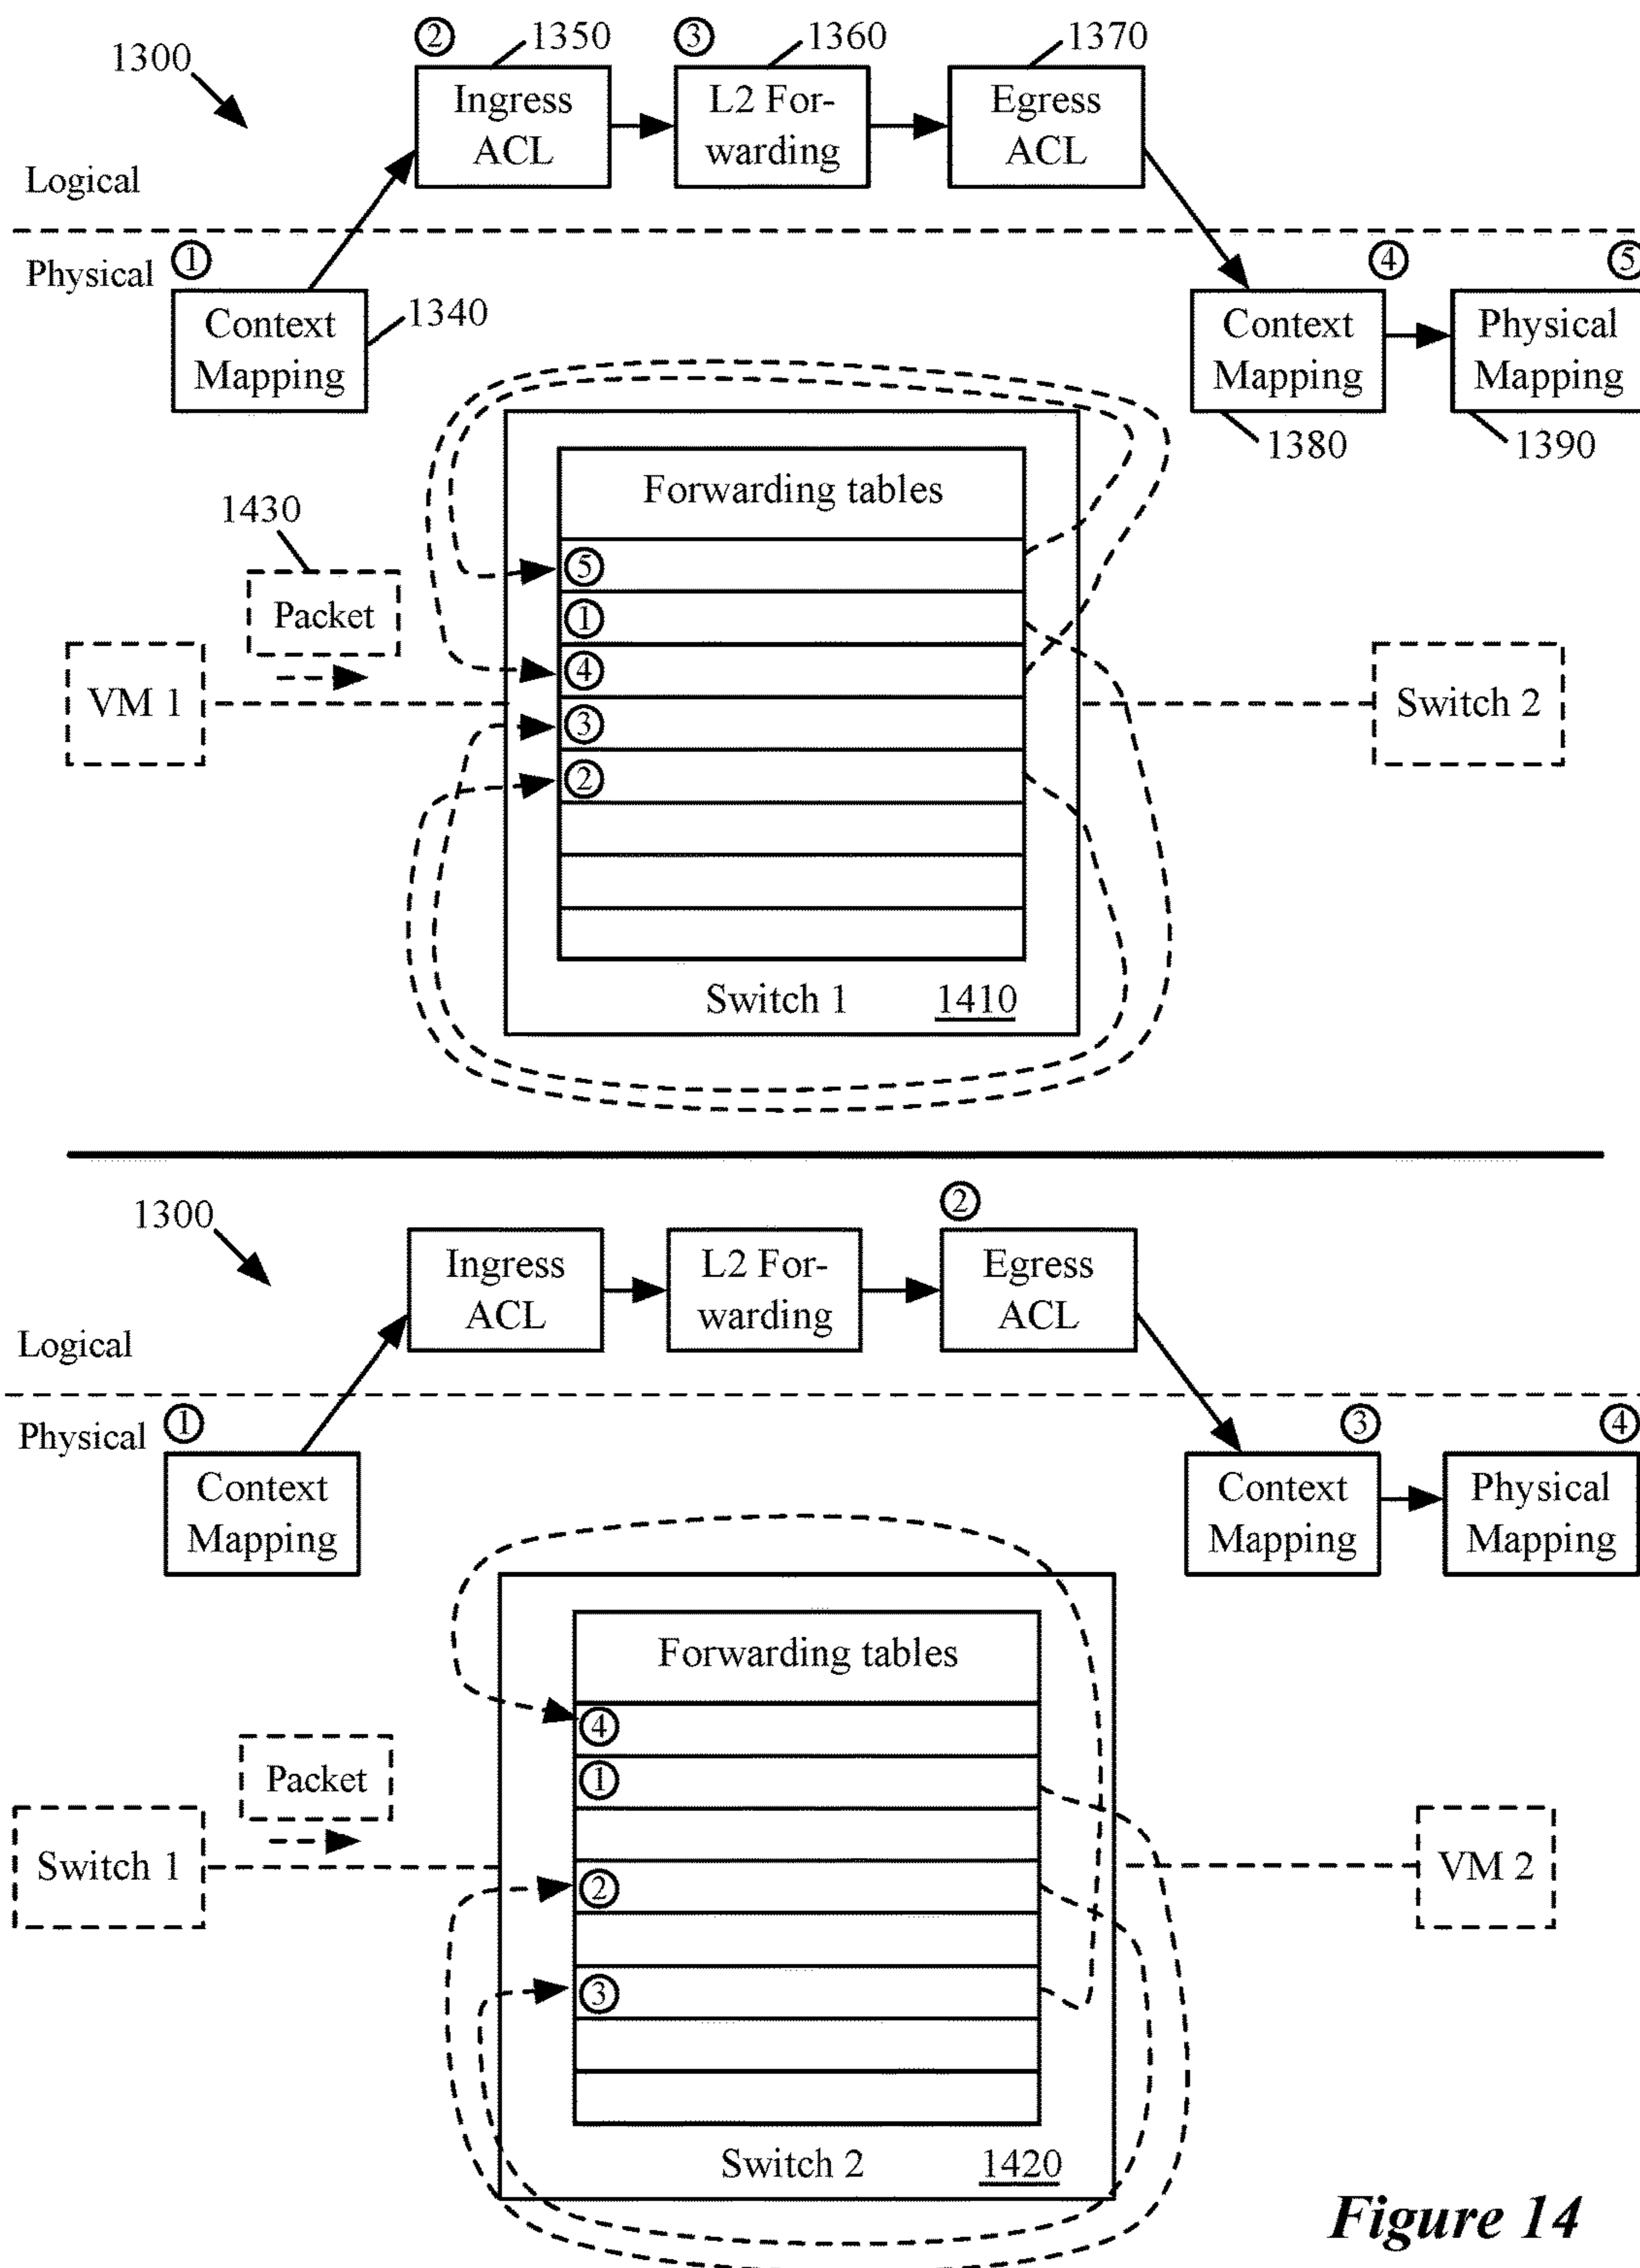 ② 1350 ③ 1360 1370
1300
Ingress ACL
L2 For-
warding
Egress ACL
Logical
Physical ① ④ ⑤
Context Mapping
1340
Context Mapping
Physical Mapping
1380 1390
Forwarding tables
1430
Packet
⑤
①
④
③
②
VM 1
Switch 2
Switch 1 1410
1300
②
Ingress ACL
L2 For-
warding
Egress ACL
Logical
Physical ① ③ ④
Context Mapping
Context Mapping
Physical Mapping
Forwarding tables
④
①
②
③
Packet
Switch 1
VM 2
Switch 2 1420
Figure 14